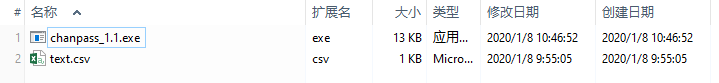 # 名称 扩展名 大小 类型 修改日期 创建日期
1 chanpass_1.1.exe exe 13 KB 应用... 2020/1/8 10:46:52 2020/1/8 10:46:52
2 text.csv csv 1 KB Micro... 2020/1/8 9:55:05 2020/1/8 9:55:05